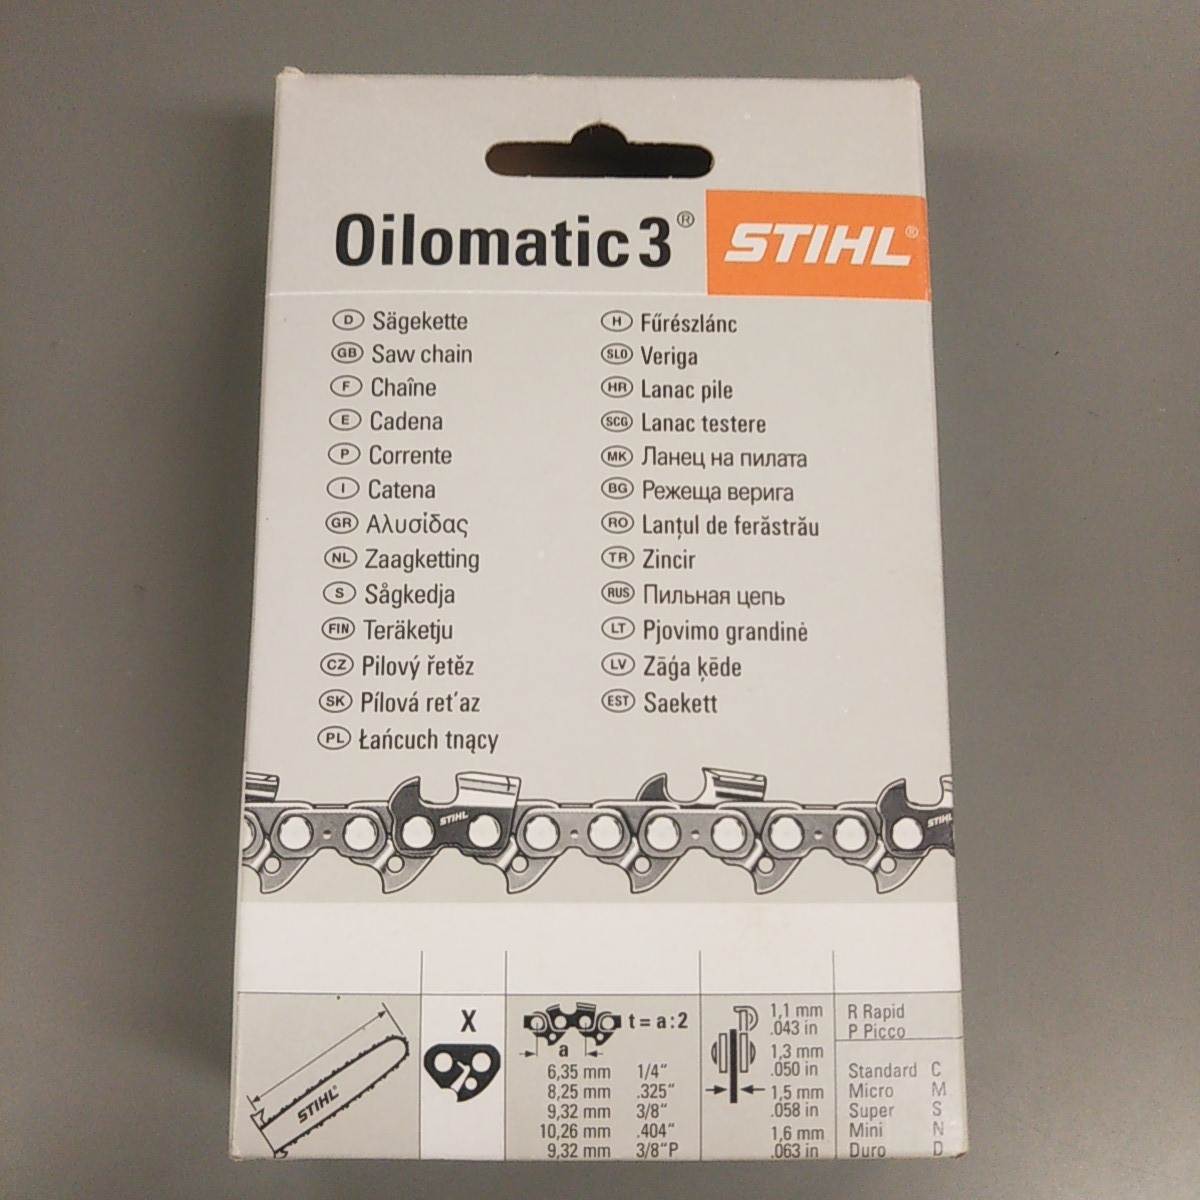 Oilomatic 3®
STIHL®
D Sägekette
GB Saw chain
F Chaîne
E Cadena
P Corrente
I Catena
GR Αλυσίδας
NL Zaagketting
S Sågkedja
FIN Teräketju
CZ Pilový řetěz
SK Pílová ret'az
PL Łańcuch tnący
H Fűrészlánc
SLO Veriga
HR Lanac pile
SCG Lanac testere
MK Ланец на пилата
BG Режеща верига
RO Lanțul de ferăstrău
TR Zincir
RUS Пильная цепь
LT Pjovimo grandinė
LV Zāģa ķēde
EST Saekett
STIHL
STIHL
STIHL
X
t = a : 2
a
6,35 mm 1/4"
8,25 mm .325"
9,32 mm 3/8"
10,26 mm .404"
9,32 mm 3/8"P
1,1 mm
.043 in
1,3 mm
.050 in
1,5 mm
.058 in
1,6 mm
.063 in
R Rapid
P Picco
Standard C
Micro M
Super S
Mini N
Duro D